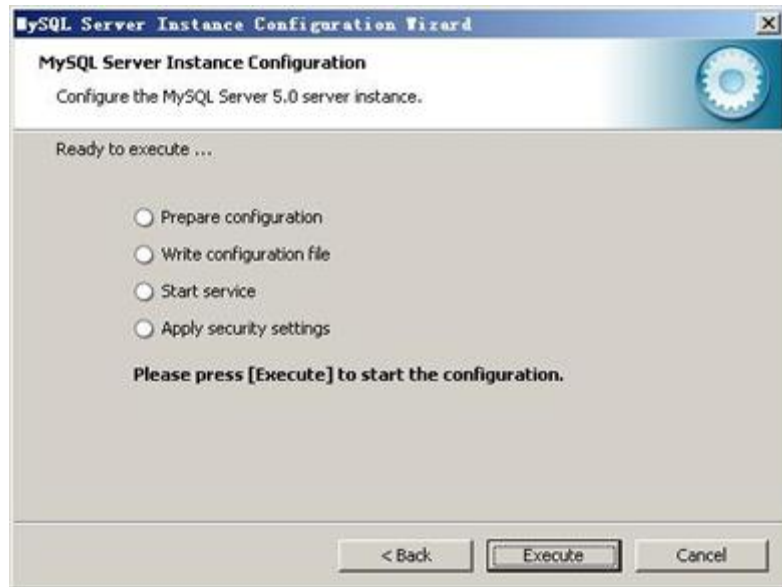 MySQL Server Instance Configuration Wizard
MySQL Server Instance Configuration
Configure the MySQL Server 5.0 server instance.
Ready to execute ...
Prepare configuration
Write configuration file
Start service
Apply security settings
Please press [Execute] to start the configuration.
< Back Execute Cancel